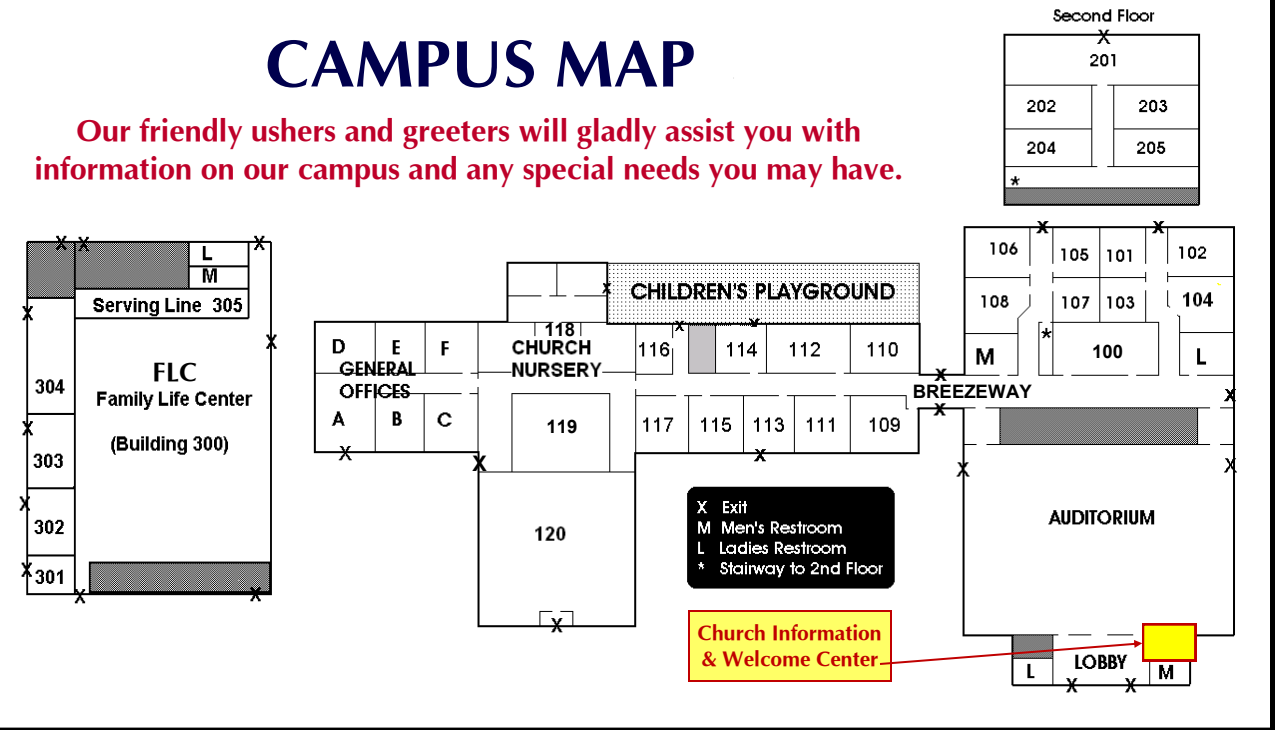 CAMPUS MAP
Our friendly ushers and greeters will gladly assist you with
information on our campus and any special needs you may have.
Second Floor
X
201
202 203
204 205
*
X X X
L
M
Serving Line 305
X
X
FLC
Family Life Center
(Building 300)
304
X
303
X
302
X
301
X X
X
CHILDREN'S PLAYGROUND
X X
118
CHURCH
NURSERY
D E F
GENERAL
OFFICES
A B C
X
116 114 112 110
119
117 115 113 111 109
X X
120
X
X X
106 105 101 102
108 107 103 104
*
M 100 L
X
BREEZEWAY
X X
X X
AUDITORIUM
X Exit
M Men's Restroom
L Ladies Restroom
* Stairway to 2nd Floor
Church Information
& Welcome Center
LOBBY
L M
X X